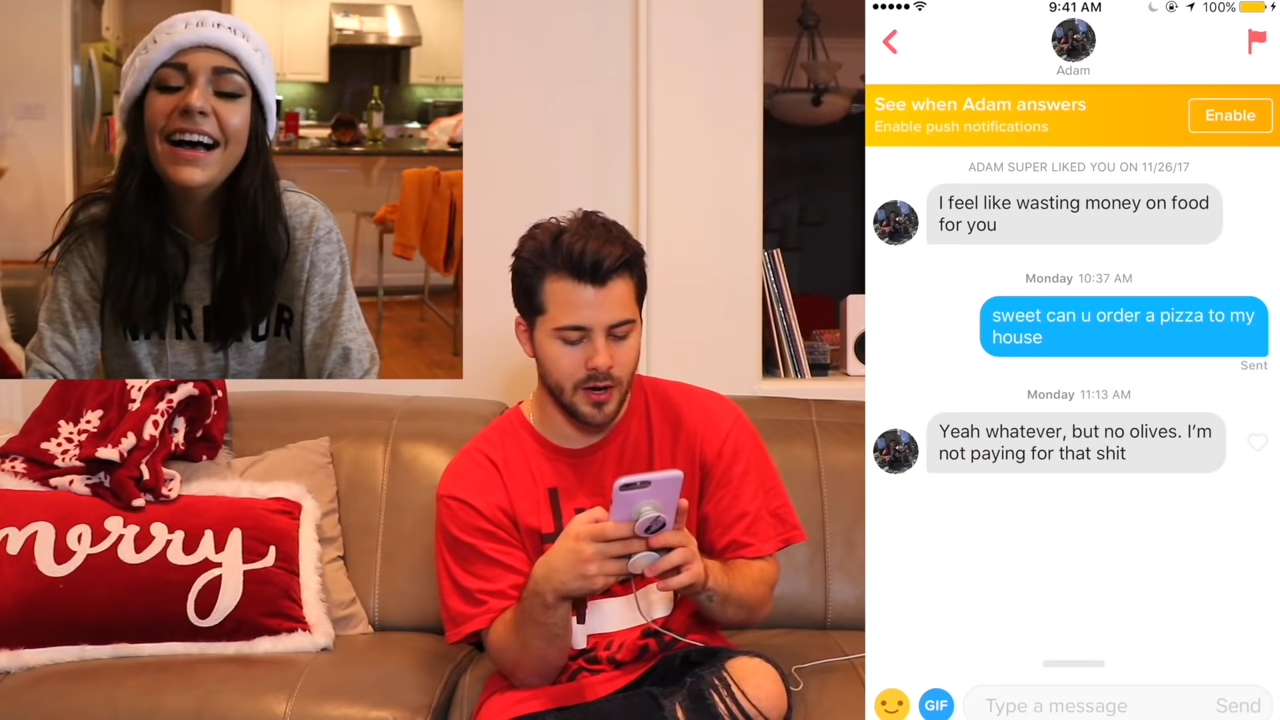 WARRIOR
merry
9:41 AM
100%
Adam
See when Adam answers
Enable push notifications
Enable
ADAM SUPER LIKED YOU ON 11/26/17
I feel like wasting money on food
for you
Monday 10:37 AM
sweet can u order a pizza to my
house
Sent
Monday 11:13 AM
Yeah whatever, but no olives. I’m
not paying for that shit
GIF
Type a message
Send